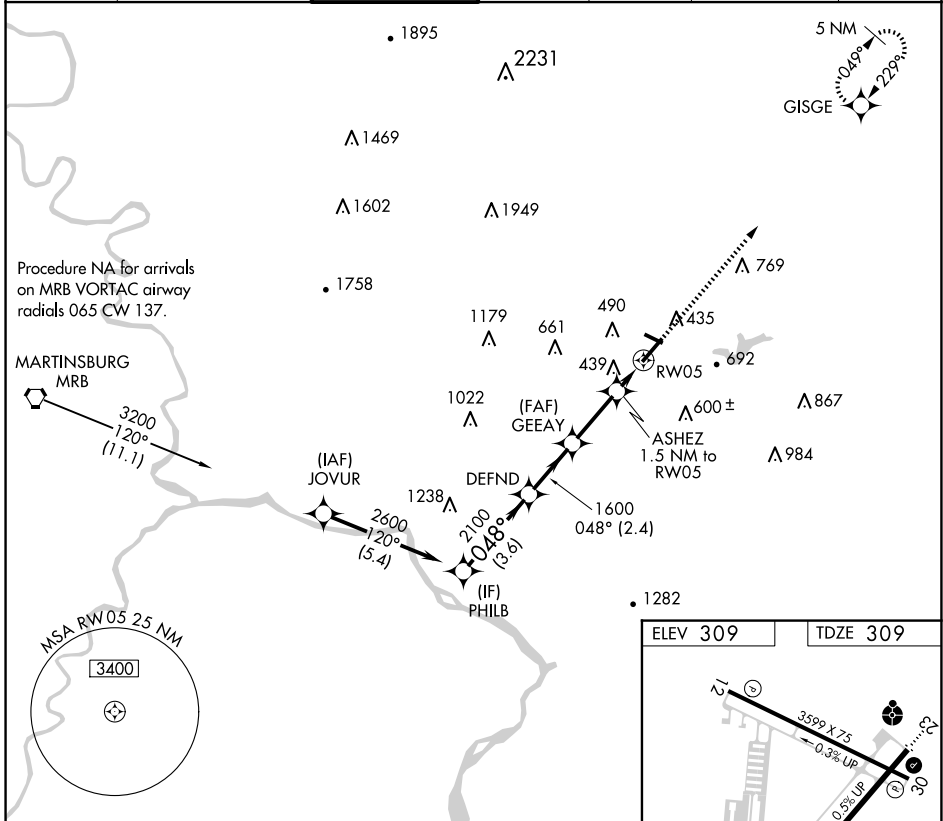 1895
2231
5 NM
049°
229°
GISGE
1469
1602
1949
Procedure NA for arrivals
on MRB VORTAC airway
radials 065 CW 137.
1758
769
1179
661
490
435
439
RW05
692
MARTINSBURG
MRB
3200
120°
(11.1)
1022
(FAF)
GEEAY
600 ±
867
ASHEZ
1.5 NM to
RW05
984
(IAF)
JOVUR
DEFND
1238
2600
120°
(5.4)
2100
048°
(3.6)
1600
048° (2.4)
(IF)
PHILB
1282
MSA RW05 25 NM
3400
ELEV 309
TDZE 309
12
P
3599 X 75
0.3% UP
23
P
P
30
0.5% UP